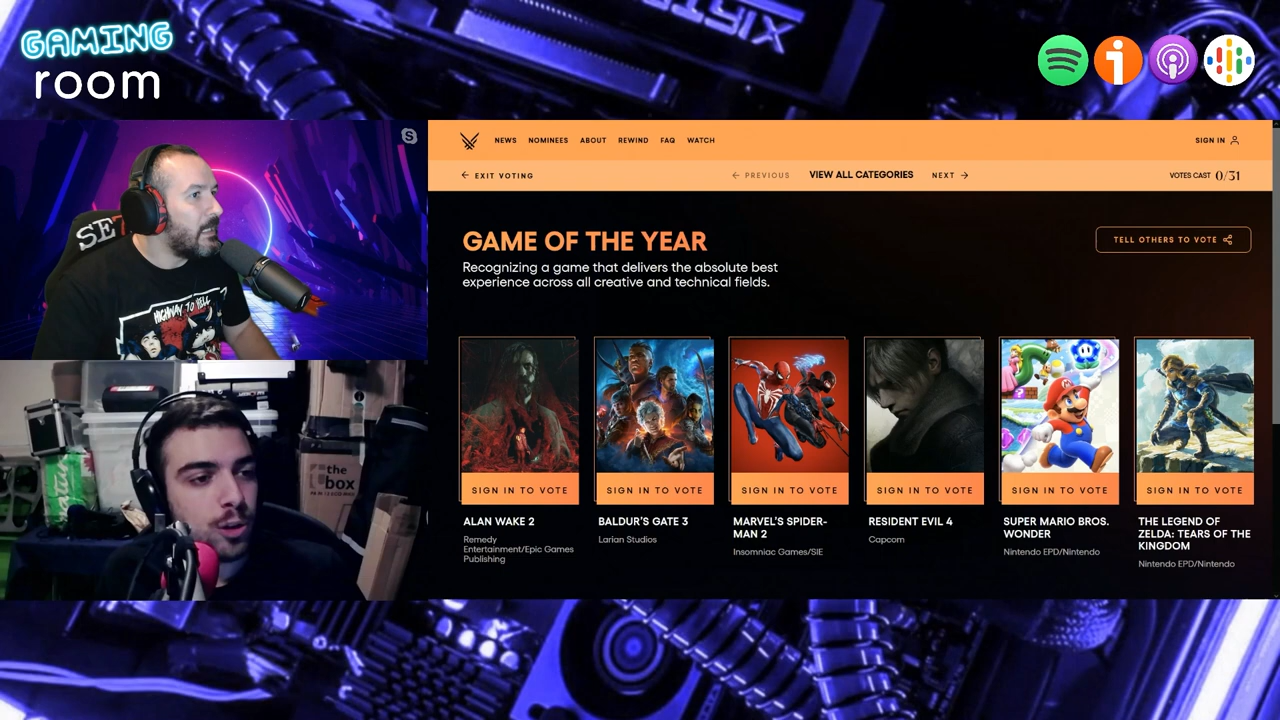 GAMING
room
NEWS NOMINEES ABOUT REWIND FAQ WATCH
SIGN IN
EXIT VOTING
PREVIOUS VIEW ALL CATEGORIES NEXT
VOTES CAST 0/31
GAME OF THE YEAR
TELL OTHERS TO VOTE
Recognizing a game that delivers the absolute best
experience across all creative and technical fields.
SIGN IN TO VOTE
SIGN IN TO VOTE
SIGN IN TO VOTE
SIGN IN TO VOTE
SIGN IN TO VOTE
SIGN IN TO VOTE
ALAN WAKE 2
Remedy
Entertainment/Epic Games
Publishing
BALDUR'S GATE 3
Larian Studios
MARVEL'S SPIDER-
MAN 2
Insomniac Games/SIE
RESIDENT EVIL 4
Capcom
SUPER MARIO BROS.
WONDER
Nintendo EPD/Nintendo
THE LEGEND OF
ZELDA: TEARS OF THE
KINGDOM
Nintendo EPD/Nintendo
HIGHWAY TO HELL
the
box